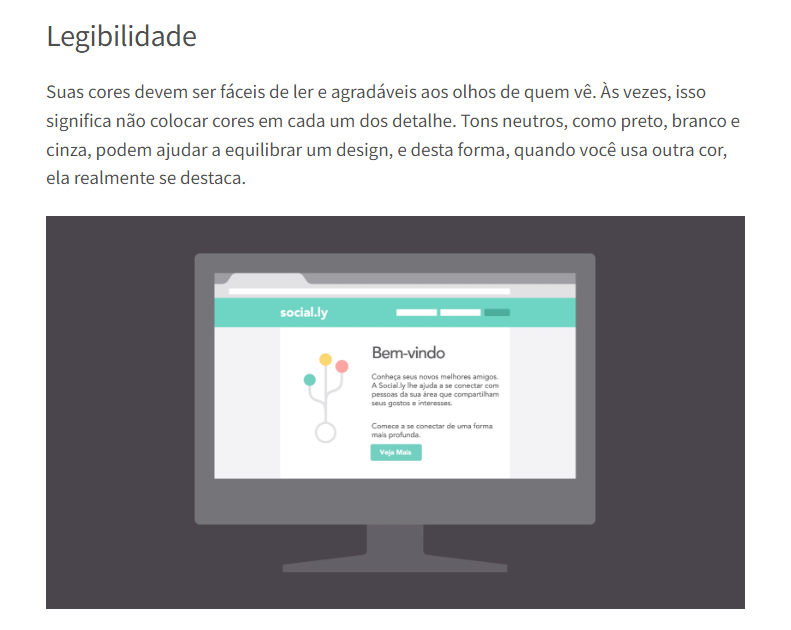 Legibilidade
Suas cores devem ser fáceis de ler e agradáveis aos olhos de quem vê. Às vezes, isso
significa não colocar cores em cada um dos detalhe. Tons neutros, como preto, branco e
cinza, podem ajudar a equilibrar um design, e desta forma, quando você usa outra cor,
ela realmente se destaca.
social.ly
Bem-vindo
Conheça seus novos melhores amigos.
A Social.ly lhe ajuda a se conectar com
pessoas da sua área que compartilham
seus gostos e interesses.
Comece a se conectar de uma forma
mais profunda.
Veja Mais